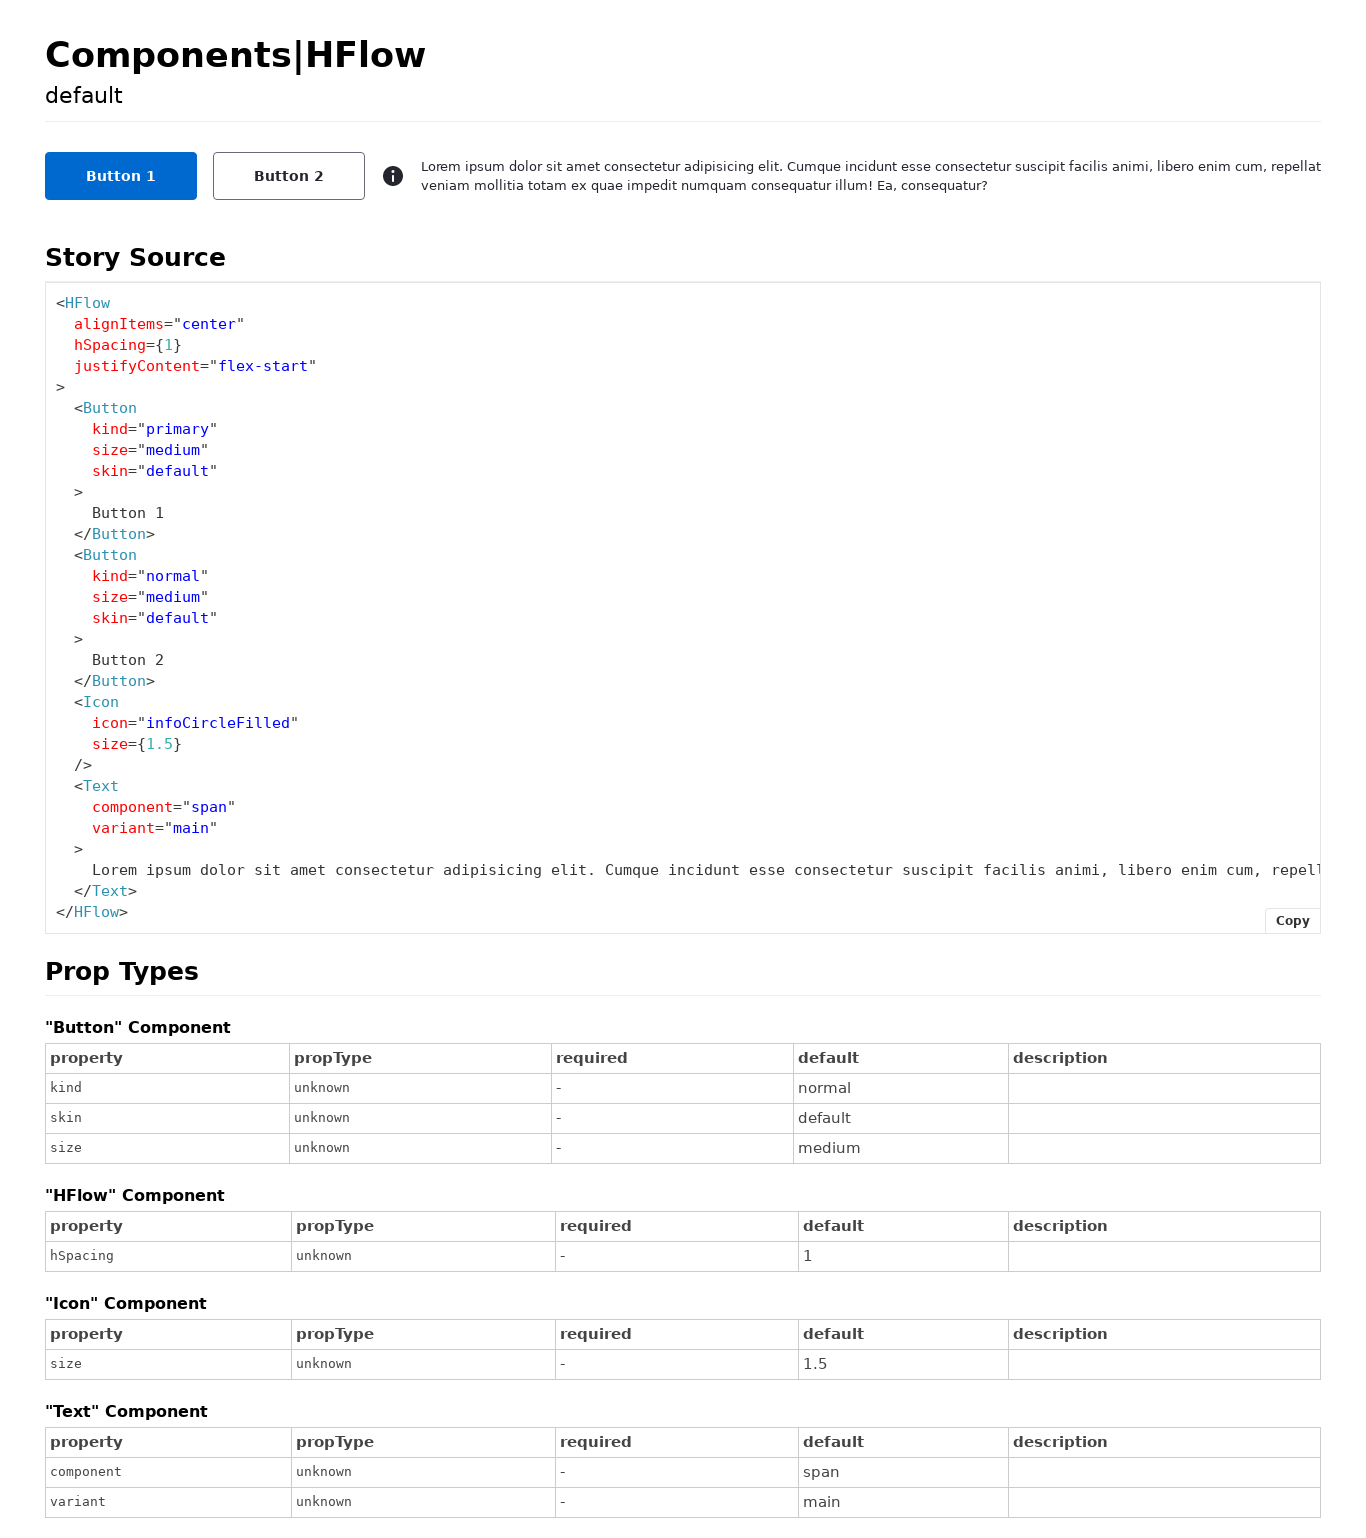 Components|HFlow
default
Button 1 Button 2 Lorem ipsum dolor sit amet consectetur adipisicing elit. Cumque incidunt esse consectetur suscipit facilis animi, libero enim cum, repellat
veniam mollitia totam ex quae impedit numquam consequatur illum! Ea, consequatur?
Story Source
<HFlow
  alignItems="center"
  hSpacing={1}
  justifyContent="flex-start"
>
  <Button
    kind="primary"
    size="medium"
    skin="default"
  >
    Button 1
  </Button>
  <Button
    kind="normal"
    size="medium"
    skin="default"
  >
    Button 2
  </Button>
  <Icon
    icon="infoCircleFilled"
    size={1.5}
  />
  <Text
    component="span"
    variant="main"
  >
    Lorem ipsum dolor sit amet consectetur adipisicing elit. Cumque incidunt esse consectetur suscipit facilis animi, libero enim cum,
  </Text>
</HFlow>
Copy
Prop Types
"Button" Component
property propType required default description
kind unknown - normal
skin unknown - default
size unknown - medium
"HFlow" Component
property propType required default description
hSpacing unknown - 1
"Icon" Component
property propType required default description
size unknown - 1.5
"Text" Component
property propType required default description
component unknown - span
variant unknown - main